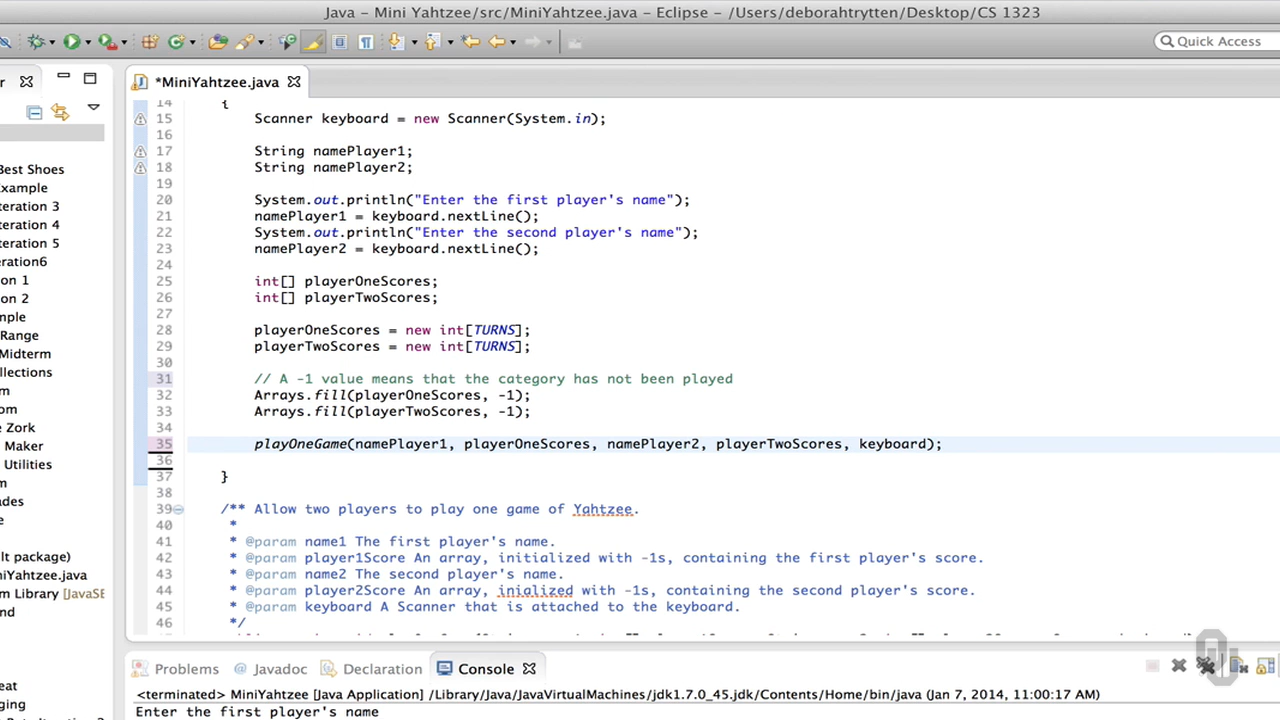 Java - Mini Yahtzee/src/MiniYahtzee.java - Eclipse - /Users/deborahtrytten/Desktop/CS 1323
Quick Access
r
*MiniYahtzee.java
14 {
15 Scanner keyboard = new Scanner(System.in);
16
17 String namePlayer1;
18 String namePlayer2;
19
20 System.out.println("Enter the first player's name");
21 namePlayer1 = keyboard.nextLine();
22 System.out.println("Enter the second player's name");
23 namePlayer2 = keyboard.nextLine();
24
25 int[] playerOneScores;
26 int[] playerTwoScores;
27
28 playerOneScores = new int[TURNS];
29 playerTwoScores = new int[TURNS];
30
31 // A -1 value means that the category has not been played
32 Arrays.fill(playerOneScores, -1);
33 Arrays.fill(playerTwoScores, -1);
34
35 playOneGame(namePlayer1, playerOneScores, namePlayer2, playerTwoScores, keyboard);
36
37 }
38
39 /** Allow two players to play one game of Yahtzee.
40 *
41 * @param name1 The first player's name.
42 * @param player1Score An array, initialized with -1s, containing the first player's score.
43 * @param name2 The second player's name.
44 * @param player2Score An array, inialized with -1s, containing the second player's score.
45 * @param keyboard A Scanner that is attached to the keyboard.
46 */
Best Shoes
xample
teration 3
teration 4
teration 5
eration6
on 1
on 2
mple
Range
Midterm
llections
m
om
e Zork
Maker
Utilities
m
ades
e
lt package)
niYahtzee.java
m Library [JavaSE
nd
eat
ging
Problems
@ Javadoc
Declaration
Console
<terminated> MiniYahtzee [Java Application] /Library/Java/JavaVirtualMachines/jdk1.7.0_45.jdk/Contents/Home/bin/java (Jan 7, 2014, 11:00:17 AM)
Enter the first player's name